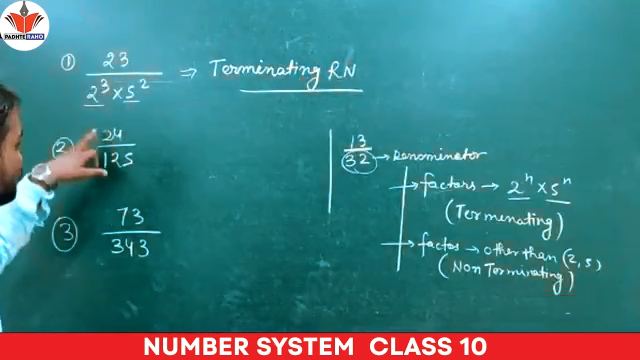 PADHTE RAHO
① 23
2³ × 5² ⇒ Terminating RN
② 24
125
③ 73
343
13
32 → Denominator
→ factors → 2ⁿ × 5ⁿ
(Terminating)
→ factos → other than (2, 5)
(Non Terminating)
NUMBER SYSTEM CLASS 10